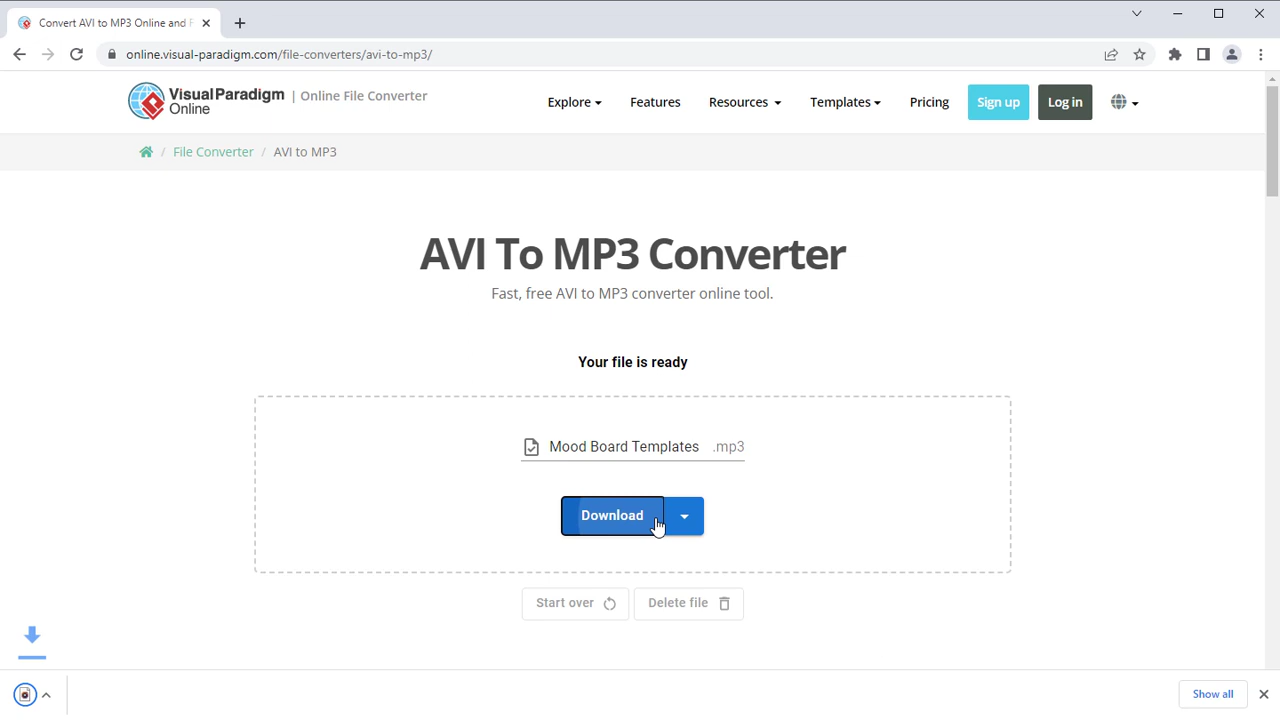 Convert AVI to MP3 Online and F
online.visual-paradigm.com/file-converters/avi-to-mp3/
Visual Paradigm
Online
| Online File Converter
Explore
Features
Resources
Templates
Pricing
Sign up
Log in
/ File Converter / AVI to MP3
AVI To MP3 Converter
Fast, free AVI to MP3 converter online tool.
Your file is ready
Mood Board Templates .mp3
Download
Start over
Delete file
Show all